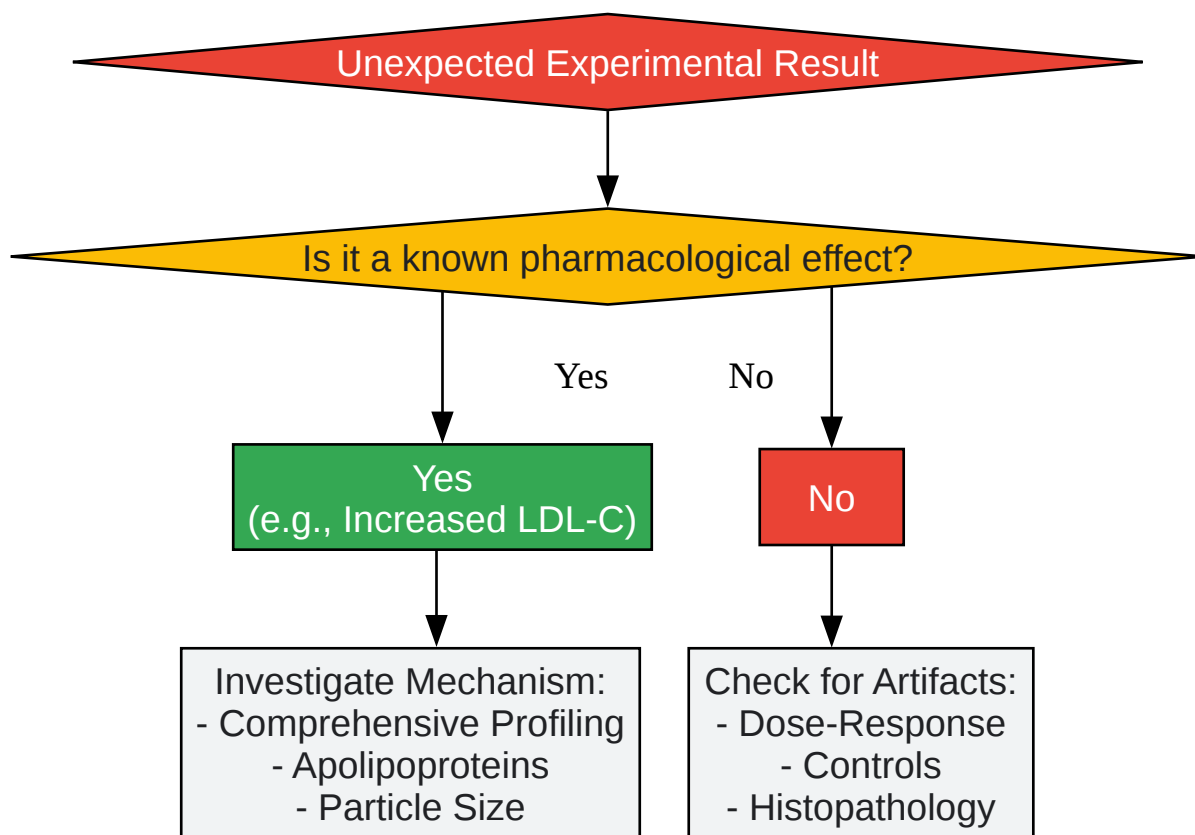 Unexpected Experimental Result
Is it a known pharmacological effect?
Yes
No
Yes
(e.g., Increased LDL-C)
No
Investigate Mechanism:
- Comprehensive Profiling
- Apolipoproteins
- Particle Size
Check for Artifacts:
- Dose-Response
- Controls
- Histopathology